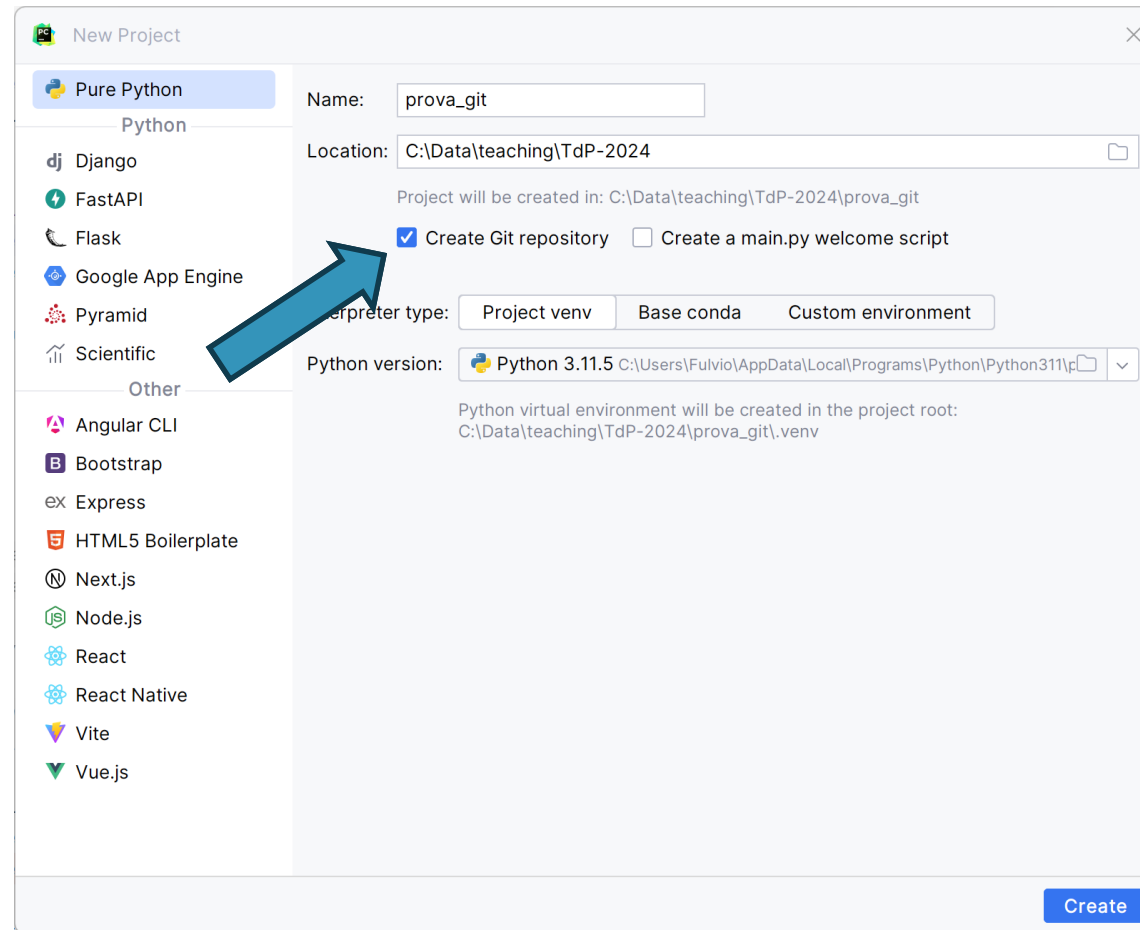 New Project
Pure Python
Python
dj Django
FastAPI
Flask
Google App Engine
Pyramid
Scientific
Other
Angular CLI
B Bootstrap
ex Express
5 HTML5 Boilerplate
N Next.js
JS Node.js
React
React Native
Vite
Vue.js
Name: prova_git
Location: C:\Data\teaching\TdP-2024
Project will be created in: C:\Data\teaching\TdP-2024\prova_git
Create Git repository Create a main.py welcome script
type: Project venv Base conda Custom environment
Python version: Python 3.11.5 C:\Users\Fulvio\AppData\Local\Programs\Python\Python311\p
Python virtual environment will be created in the project root:
C:\Data\teaching\TdP-2024\prova_git\.venv
Create